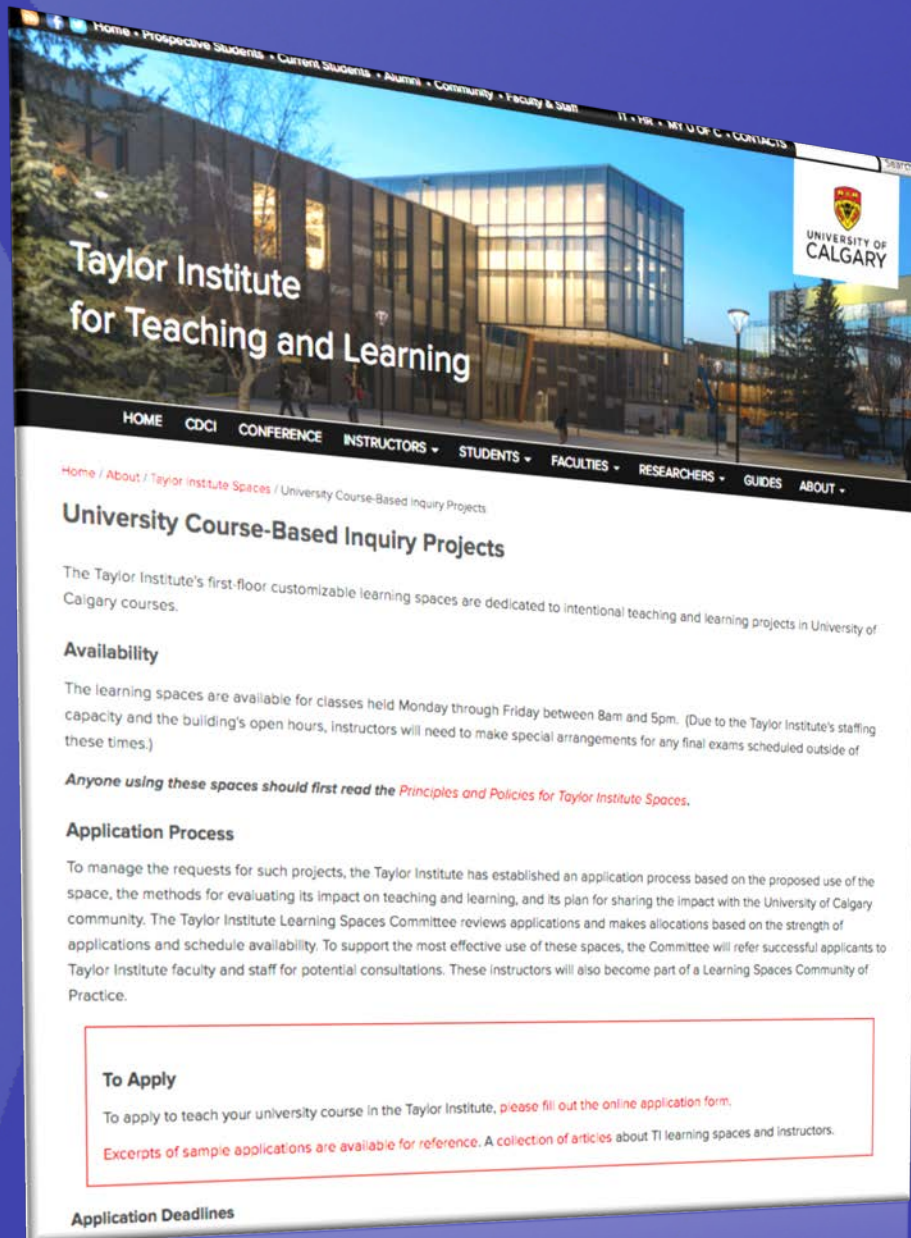 Home • Prospective Students • Current Students • Alumni • Community • Faculty & Staff
IT • HR • MY U OF C • CONTACTS
Search
UNIVERSITY OF
CALGARY
Taylor Institute
for Teaching and Learning
HOME CDCI CONFERENCE INSTRUCTORS STUDENTS FACULTIES RESEARCHERS GUIDES ABOUT
Home / About / Taylor Institute Spaces / University Course-Based Inquiry Projects
University Course-Based Inquiry Projects
The Taylor Institute's first-floor customizable learning spaces are dedicated to intentional teaching and learning projects in University of
Calgary courses.
Availability
The learning spaces are available for classes held Monday through Friday between 8am and 5pm. (Due to the Taylor Institute's staffing
capacity and the building's open hours, instructors will need to make special arrangements for any final exams scheduled outside of
these times.)
Anyone using these spaces should first read the Principles and Policies for Taylor Institute Spaces.
Application Process
To manage the requests for such projects, the Taylor Institute has established an application process based on the proposed use of the
space, the methods for evaluating its impact on teaching and learning, and its plan for sharing the impact with the University of Calgary
community. The Taylor Institute Learning Spaces Committee reviews applications and makes allocations based on the strength of
applications and schedule availability. To support the most effective use of these spaces, the Committee will refer successful applicants to
Taylor Institute faculty and staff for potential consultations. These instructors will also become part of a Learning Spaces Community of
Practice.
To Apply
To apply to teach your university course in the Taylor Institute, please fill out the online application form.
Excerpts of sample applications are available for reference. A collection of articles about TI learning spaces and instructors.
Application Deadlines